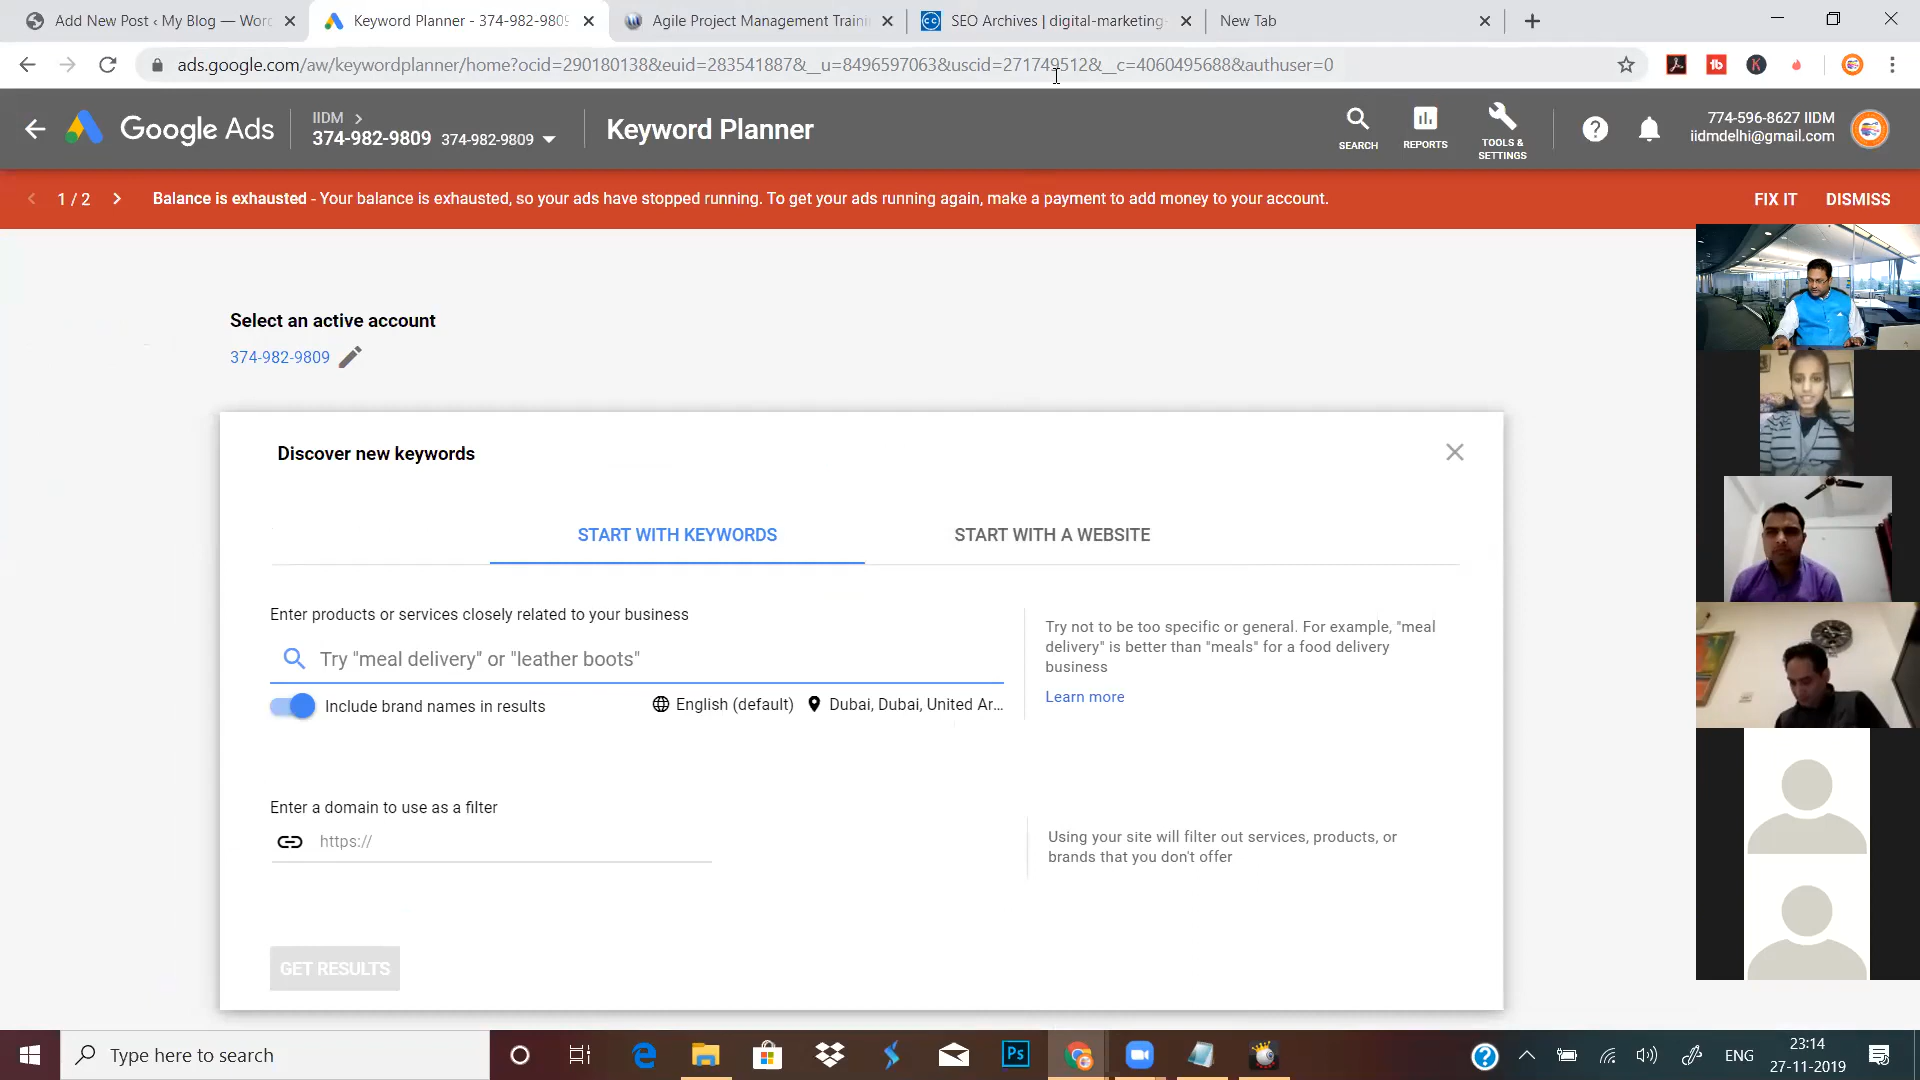 Add New Post ‹ My Blog — Word
Keyword Planner - 374-982-9809
Agile Project Management Traini
SEO Archives | digital-marketing-
New Tab
ads.google.com/aw/keywordplanner/home?ocid=290180138&euid=283541887&__u=8496597063&uscid=271749512&__c=4060495688&authuser=0
Google Ads
IIDM >
374-982-9809 374-982-9809
Keyword Planner
SEARCH
REPORTS
TOOLS &
SETTINGS
774-596-8627 IIDM
iidmdelhi@gmail.com
1 / 2
Balance is exhausted - Your balance is exhausted, so your ads have stopped running. To get your ads running again, make a payment to add money to your account.
FIX IT
DISMISS
Select an active account
374-982-9809
Discover new keywords
START WITH KEYWORDS
START WITH A WEBSITE
Enter products or services closely related to your business
Try "meal delivery" or "leather boots"
Include brand names in results
English (default)
Dubai, Dubai, United Ar...
Try not to be too specific or general. For example, "meal
delivery" is better than "meals" for a food delivery
business
Learn more
Enter a domain to use as a filter
https://
Using your site will filter out services, products, or
brands that you don't offer
GET RESULTS
Type here to search
Ps
ENG
23:14
27-11-2019